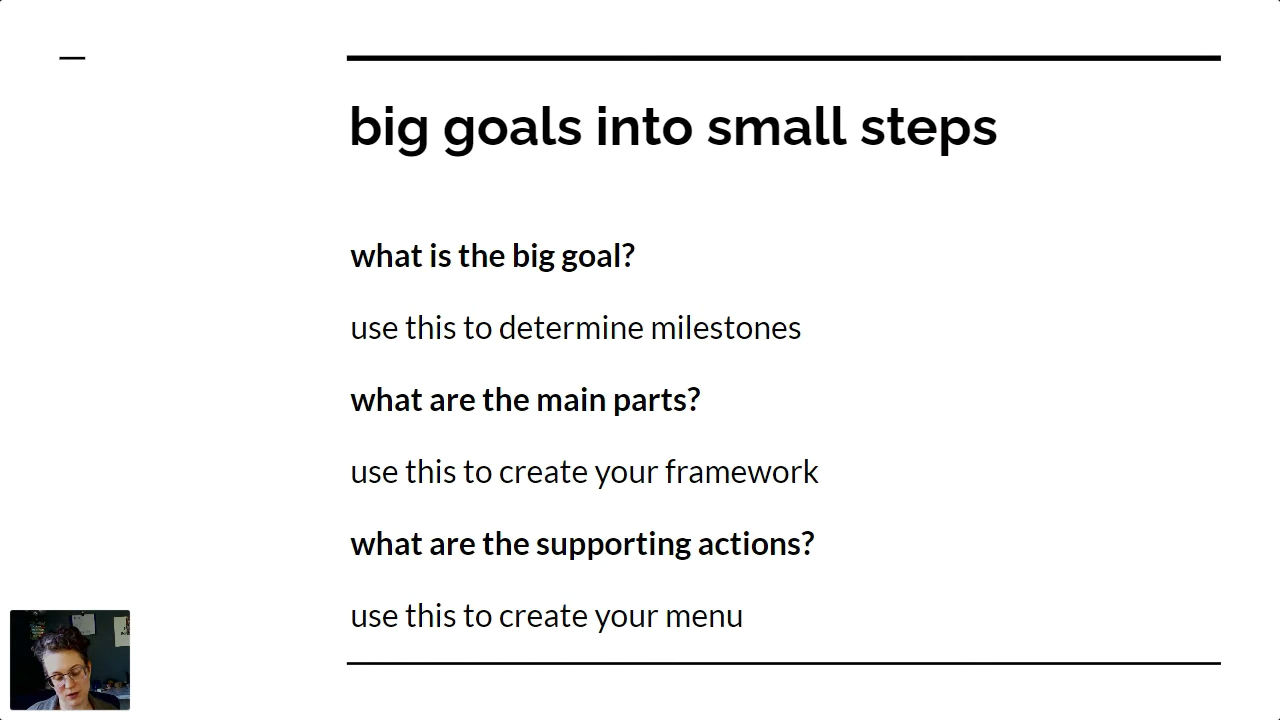 big goals into small steps
what is the big goal?
use this to determine milestones
what are the main parts?
use this to create your framework
what are the supporting actions?
use this to create your menu